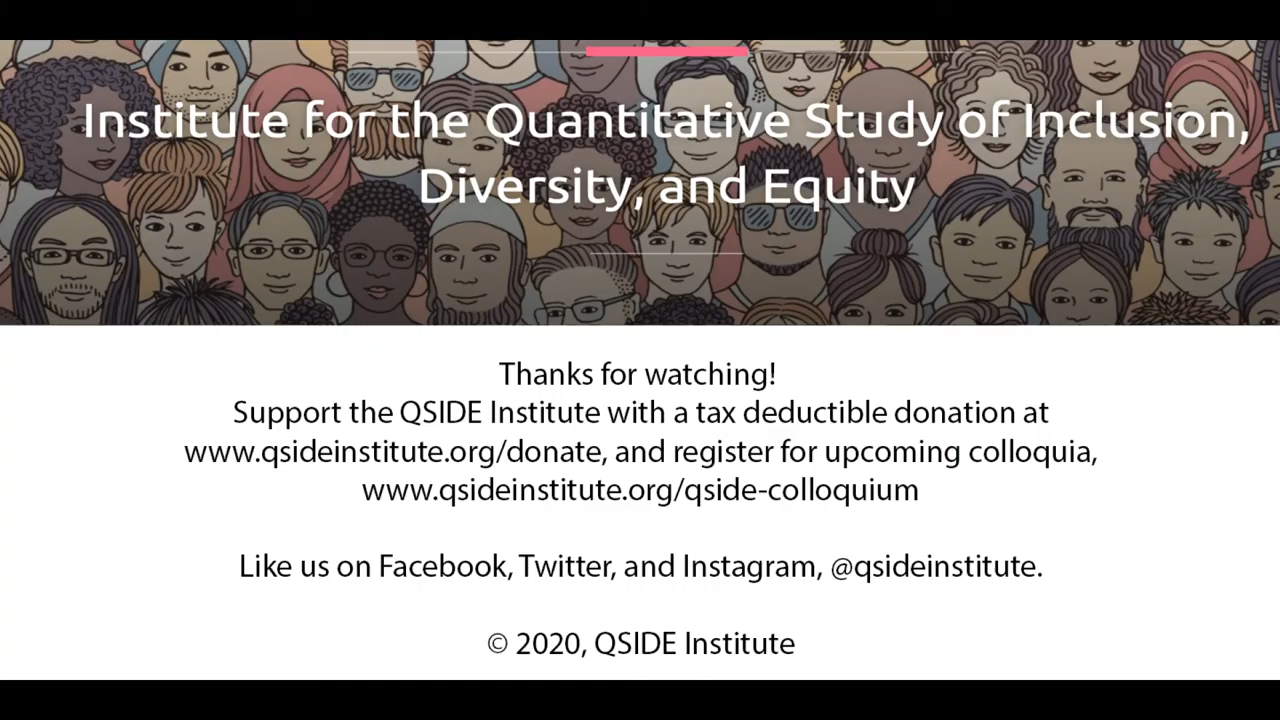 Institute for the Quantitative Study of Inclusion,
Diversity, and Equity
Thanks for watching!
Support the QSIDE Institute with a tax deductible donation at
www.qsideinstitute.org/donate, and register for upcoming colloquia,
www.qsideinstitute.org/qside-colloquium
Like us on Facebook, Twitter, and Instagram, @qsideinstitute.
© 2020, QSIDE Institute